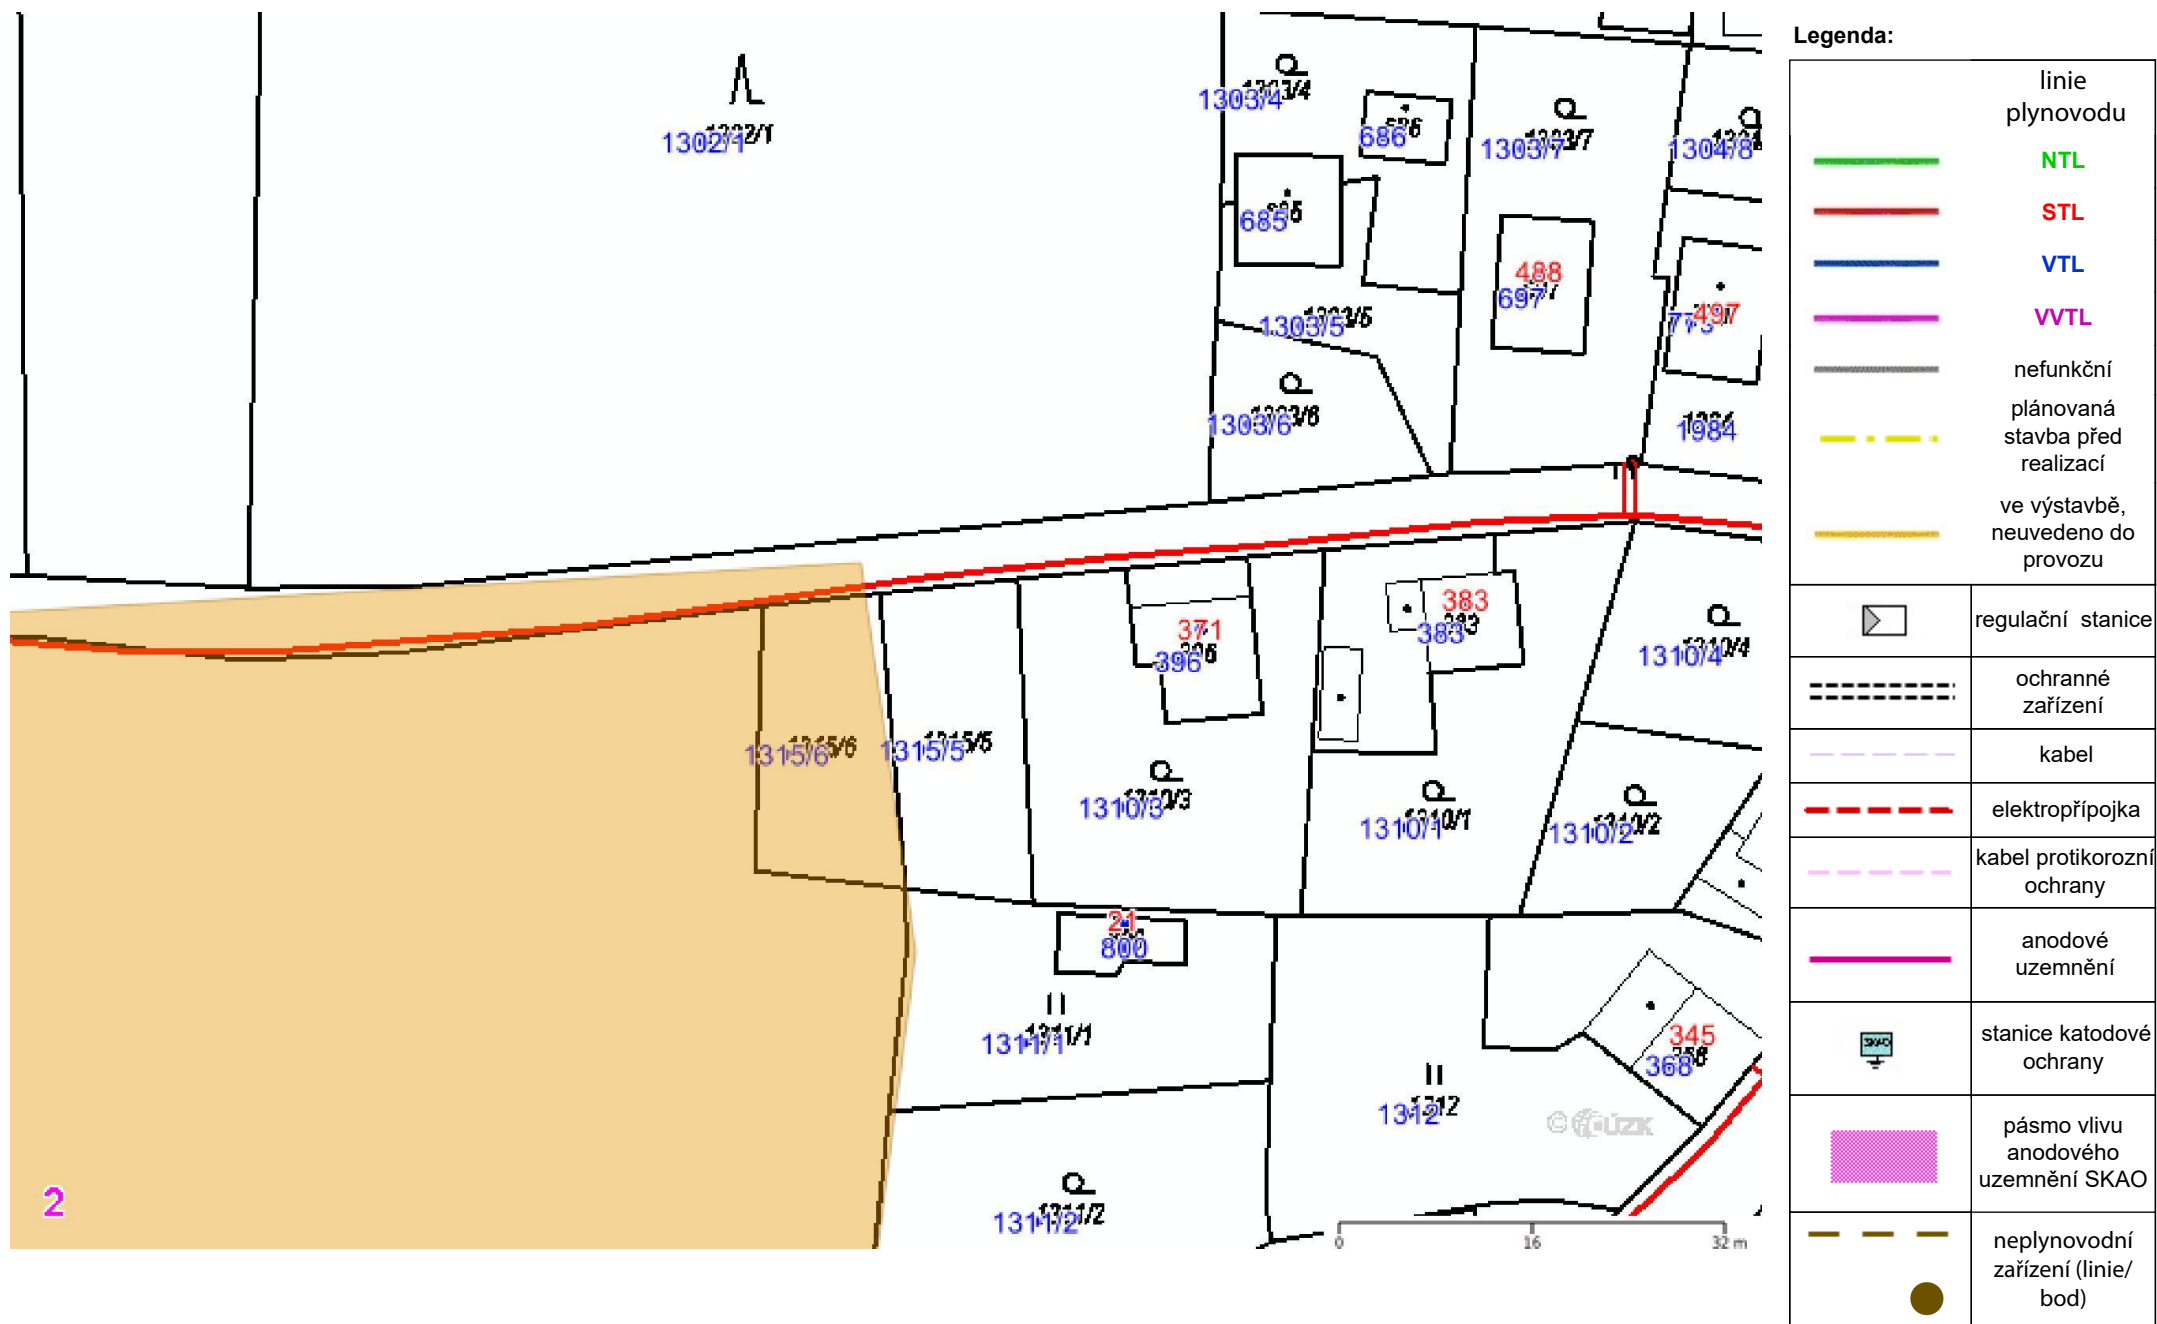 Legenda:
linie
plynovodu
NTL
STL
VTL
VVTL
nefunkční
plánovaná
stavba před
realizací
ve výstavbě,
neuvedeno do
provozu
regulační stanice
ochranné
zařízení
kabel
elektropřípojka
kabel protikorozní
ochrany
anodové
uzemnění
SKAO
stanice katodové
ochrany
pásmo vlivu
anodového
uzemnění SKAO
neplynovodní
zařízení (linie/
bod)
1302/1
1303/4
686
1303/7
1304/8
685
488
697
497
1303/5
1303/6
1984
371
396
383
383
1310/4
1315/6
1315/5
1310/3
1310/1
1310/2
21
800
1311/1
345
368
1312
© ČÚZK
2
1311/2
0 16 32 m